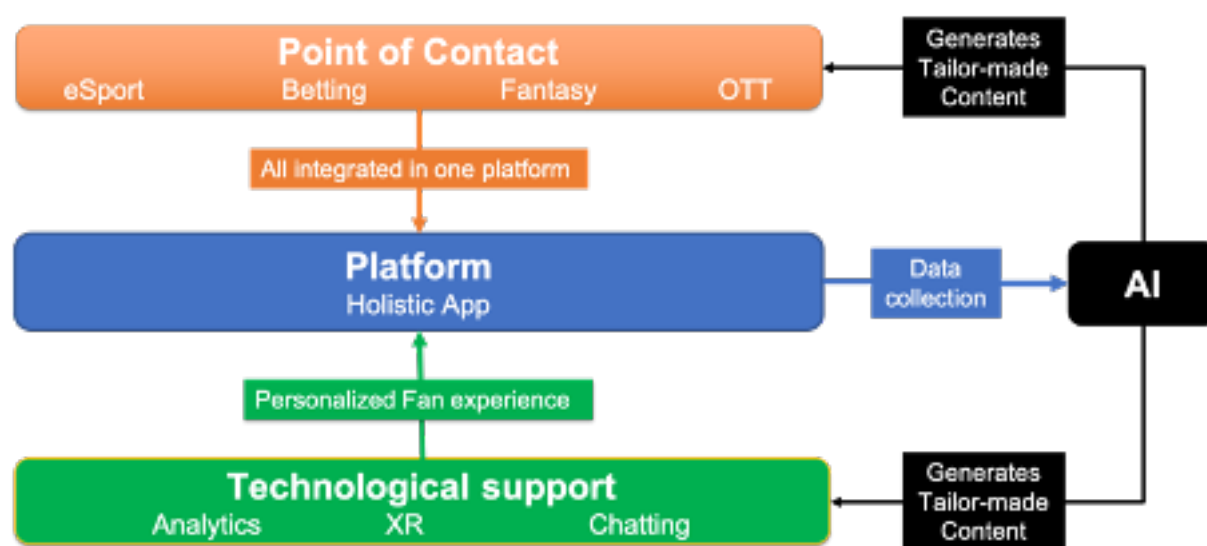 Point of Contact
eSport Betting Fantasy OTT
Generates
Tailor-made
Content
All integrated in one platform
Platform
Holistic App
Data
collection
AI
Personalized Fan experience
Technological support
Analytics XR Chatting
Generates
Tailor-made
Content